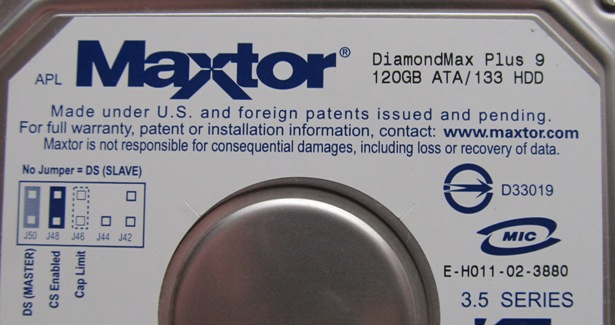 APL Maxtor® DiamondMax Plus 9
120GB ATA/133 HDD
Made under U.S. and foreign patents issued and pending.
For full warranty, patent or installation information, contact: www.maxtor.com
Maxtor is not responsible for consequential damages, including loss or recovery of data.
No Jumper = DS (SLAVE)
J50 J48 J46 J44 J42
DS (MASTER)
CS Enabled
Cap Limit
D33019
MIC
E-H011-02-3880
3.5 SERIES